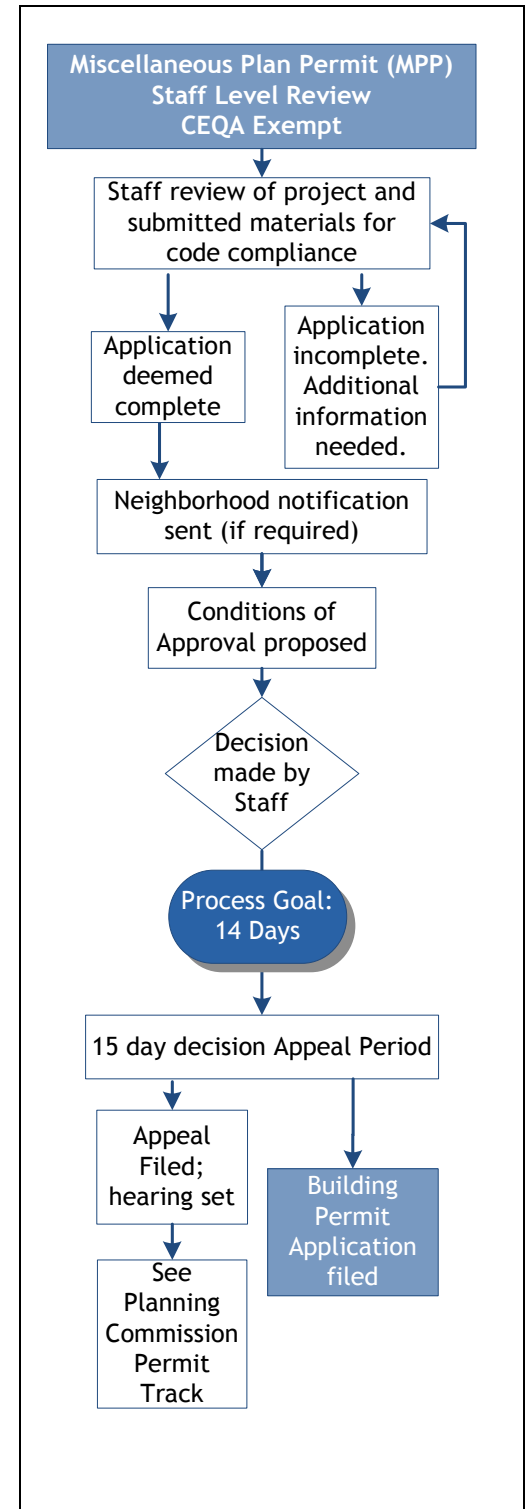 Miscellaneous Plan Permit (MPP)
Staff Level Review
CEQA Exempt
Staff review of project and
submitted materials for
code compliance
Application
deemed
complete
Application
incomplete.
Additional
information
needed.
Neighborhood notification
sent (if required)
Conditions of
Approval proposed
Decision
made by
Staff
Process Goal:
14 Days
15 day decision Appeal Period
Appeal
Filed;
hearing set
Building
Permit
Application
filed
See
Planning
Commission
Permit
Track